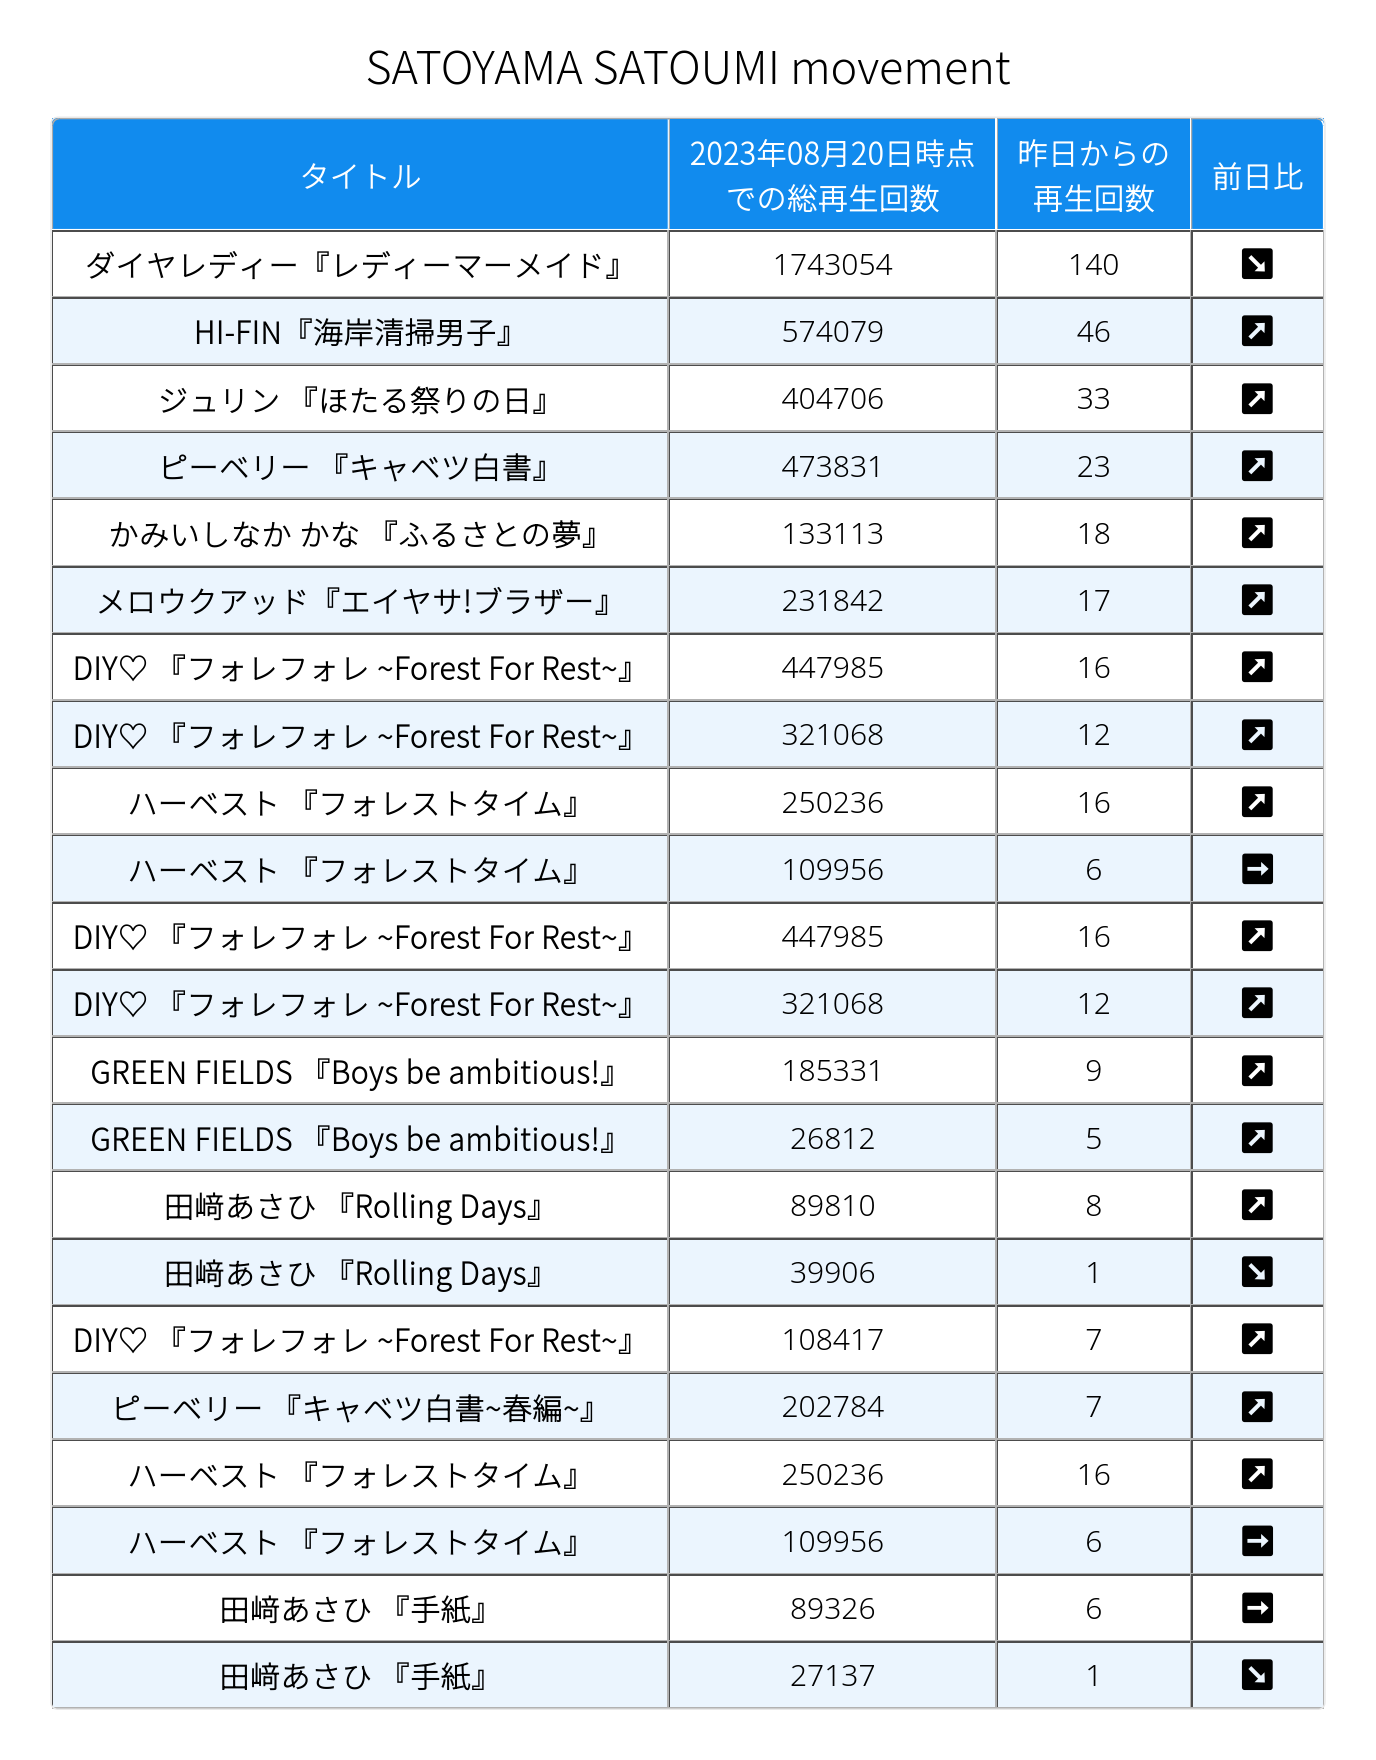 SATOYAMA SATOUMI movement
タイトル 2023年08月20日時点での総再生回数 昨日からの再生回数 前日比
ダイヤレディー『レディーマーメイド』 1743054 140 ↘
HI-FIN『海岸清掃男子』 574079 46 ↗
ジュリン 『ほたる祭りの日』 404706 33 ↗
ピーベリー 『キャベツ白書』 473831 23 ↗
かみいしなか かな 『ふるさとの夢』 133113 18 ↗
メロウクアッド『エイヤサ!ブラザー』 231842 17 ↗
DIY♡ 『フォレフォレ ~Forest For Rest~』 447985 16 ↗
DIY♡ 『フォレフォレ ~Forest For Rest~』 321068 12 ↗
ハーベスト 『フォレストタイム』 250236 16 ↗
ハーベスト 『フォレストタイム』 109956 6 →
DIY♡ 『フォレフォレ ~Forest For Rest~』 447985 16 ↗
DIY♡ 『フォレフォレ ~Forest For Rest~』 321068 12 ↗
GREEN FIELDS 『Boys be ambitious!』 185331 9 ↗
GREEN FIELDS 『Boys be ambitious!』 26812 5 ↗
田﨑あさひ 『Rolling Days』 89810 8 ↗
田﨑あさひ 『Rolling Days』 39906 1 ↘
DIY♡ 『フォレフォレ ~Forest For Rest~』 108417 7 ↗
ピーベリー 『キャベツ白書~春編~』 202784 7 ↗
ハーベスト 『フォレストタイム』 250236 16 ↗
ハーベスト 『フォレストタイム』 109956 6 →
田﨑あさひ 『手紙』 89326 6 →
田﨑あさひ 『手紙』 27137 1 ↘